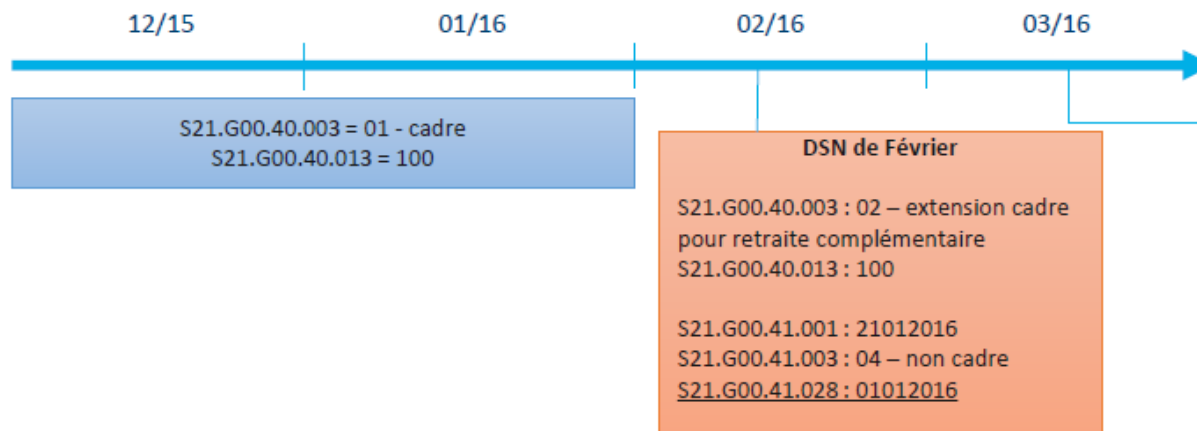 12/15 01/16 02/16 03/16
S21.G00.40.003 = 01 - cadre
S21.G00.40.013 = 100
DSN de Février
S21.G00.40.003 : 02 – extension cadre
pour retraite complémentaire
S21.G00.40.013 : 100
S21.G00.41.001 : 21012016
S21.G00.41.003 : 04 – non cadre
S21.G00.41.028 : 01012016